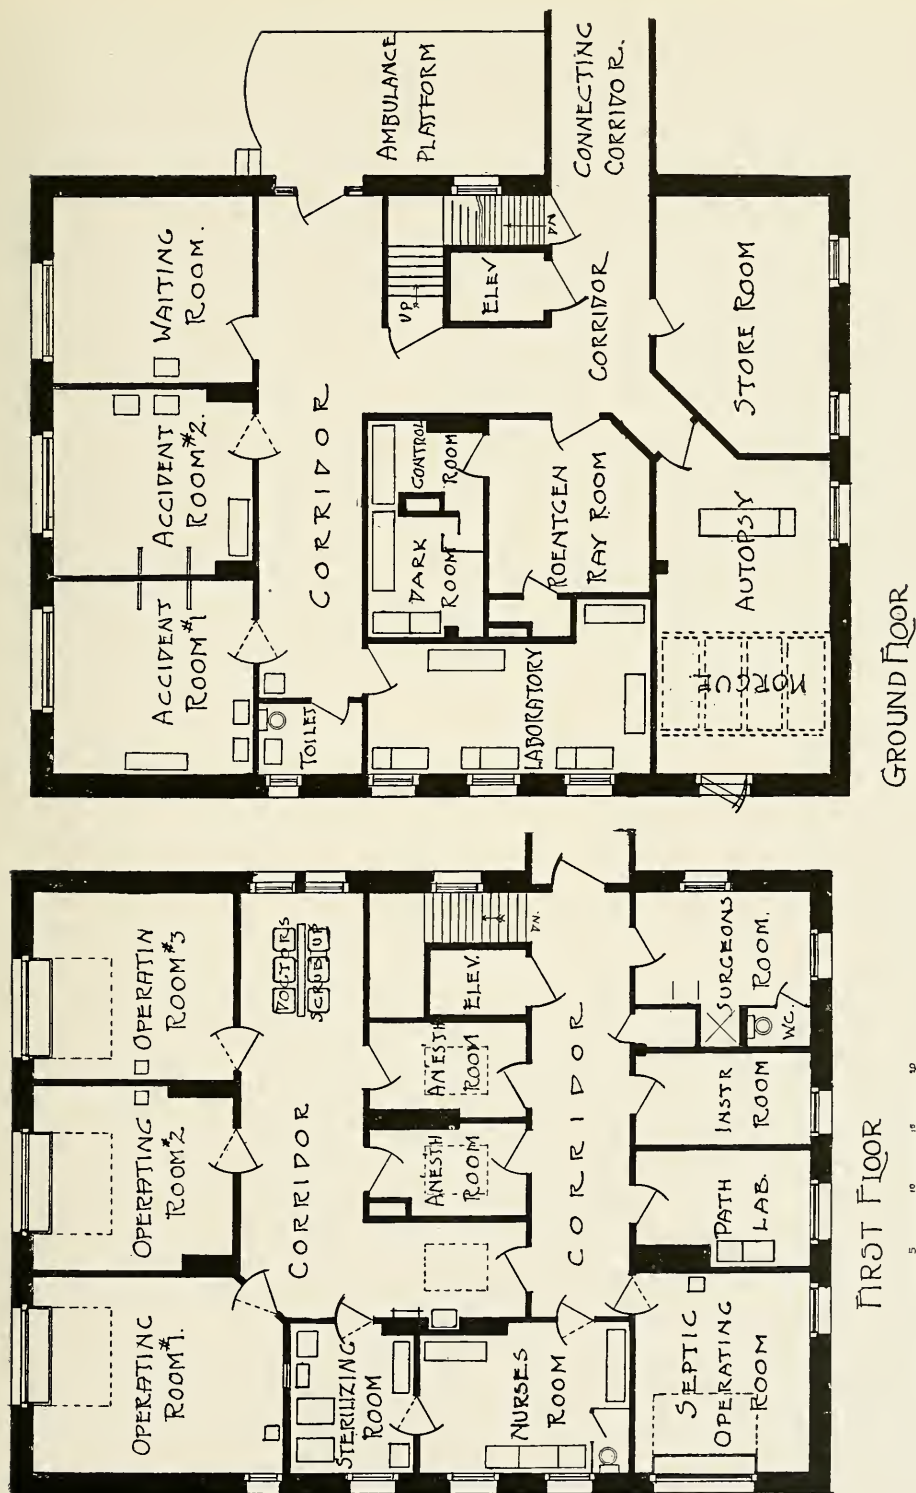 OPERATING
ROOM #1.
OPERATING
ROOM #2
OPERATIN
ROOM #3
CORRIDOR
DOCTORS
SCRUB UP
STERILIZING
ROOM
ANESTH
ROOM
ANESTH
ROOM
ELEV.
DN.
NURSES
ROOM
CORRIDOR
SEPTIC
OPERATING
ROOM
PATH
LAB.
INSTR
ROOM
SURGEONS
ROOM.
W.C.
FIRST FLOOR
ACCIDENT
ROOM #1
ACCIDENT
ROOM #2.
WAITING
ROOM.
TOILET
CORRIDOR
AMBULANCE
PLATFORM
DARK
ROOM
CONTROL
ROOM
UP
ELEV
DN
LABORATORY
ROENTGEN
RAY ROOM
CORRIDOR
CONNECTING
CORRIDOR.
MORGUE
AUTOPSY
STORE ROOM
GROUND FLOOR